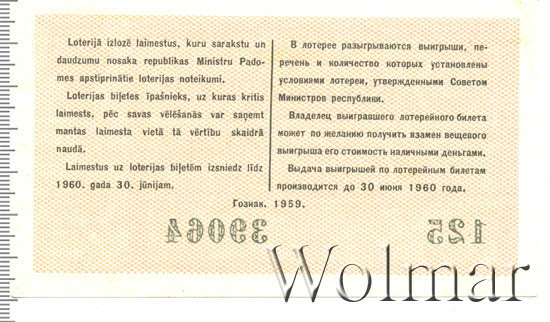 Loterijā izlozē laimestus, kuru sarakstu un
daudzumu nosaka republikas Ministru Pado-
mes apstiprinātie loterijas noteikumi.
Loterijas biļetes īpašnieks, uz kuras kritis
laimests, pēc savas vēlēšanās var saņemt
mantas laimesta vietā tā vērtību skaidrā
naudā.
Laimestus uz loterijas biļetēm izsniedz līdz
1960. gada 30. jūnijam.
В лотерее разыгрываются выигрыши, пе-
речень и количество которых установлены
условиями лотереи, утвержденными Советом
Министров республики.
Владелец выигравшего лотерейного билета
может по желанию получить взамен вещевого
выигрыша его стоимость наличными деньгами.
Выдача выигрышей по лотерейным билетам
производится до 30 июня 1960 года.
Гознак. 1959.
39064 125
Wolmar